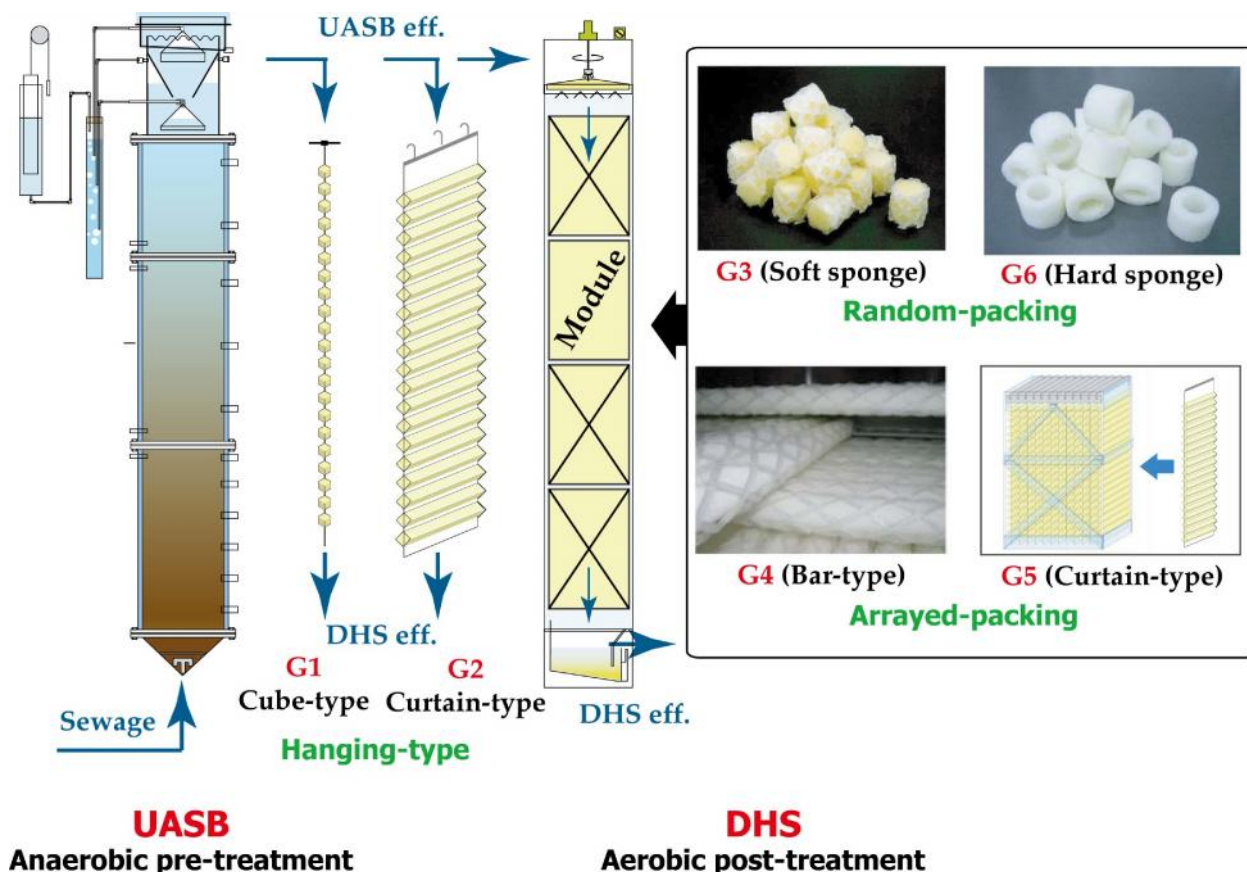 UASB eff.
Module
G3 (Soft sponge)
G6 (Hard sponge)
Random-packing
G4 (Bar-type)
G5 (Curtain-type)
Arrayed-packing
DHS eff.
G1
Cube-type
G2
Curtain-type
Hanging-type
Sewage
DHS eff.
UASB
Anaerobic pre-treatment
DHS
Aerobic post-treatment